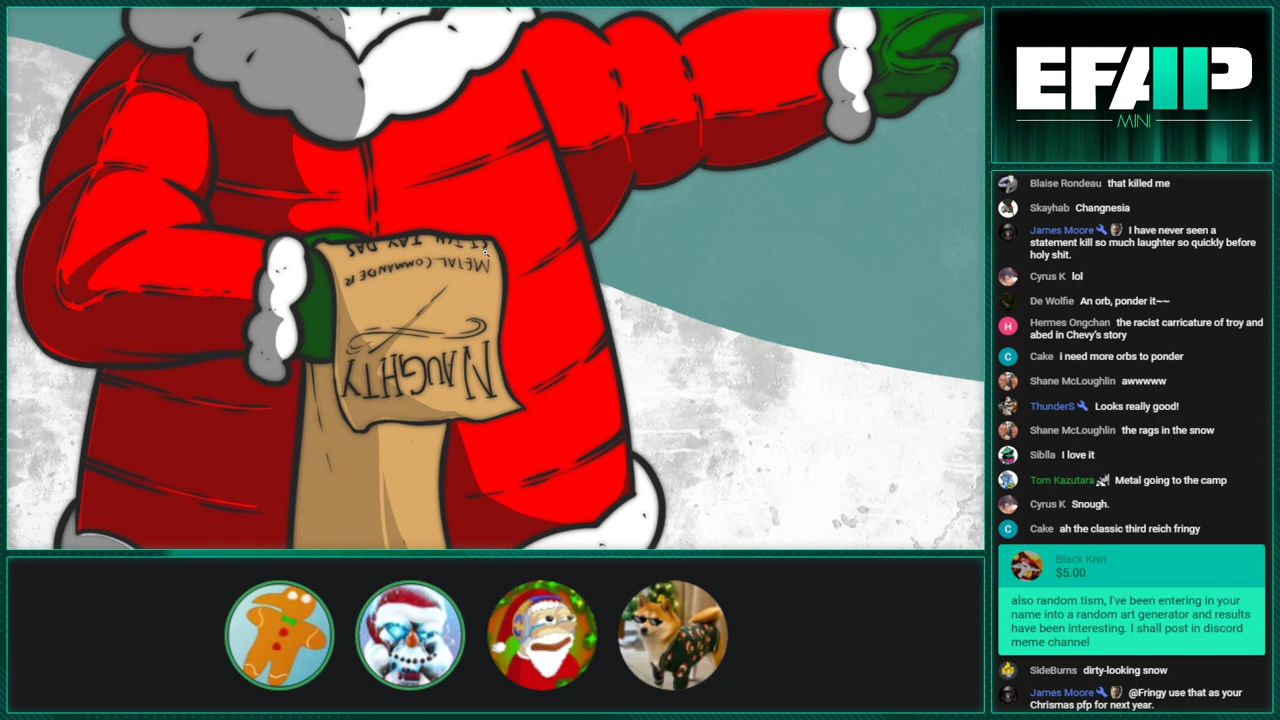 EFAP
MINI
Blaise Rondeau that killed me
Skayhab Changnesia
James Moore I have never seen a
statement kill so much laughter so quickly before
holy shit.
Cyrus K lol
De Wolfie An orb, ponder it~~
Hermes Ongchan the racist carricature of troy and
abed in Chevy's story
Cake i need more orbs to ponder
Shane McLoughlin awwwww
ThunderS Looks really good!
Shane McLoughlin the rags in the snow
Siblla I love it
Tom Kazutara Metal going to the camp
Cyrus K Snough.
Cake ah the classic third reich fringy
Black Kiwi
$5.00
also random tism, I've been entering in your
name into a random art generator and results
have been interesting. I shall post in discord
meme channel
SideBurns dirty-looking snow
James Moore @Fringy use that as your
Chrismas pfp for next year.
NAUGHTY
METAL COMMANDER
JAY DAS